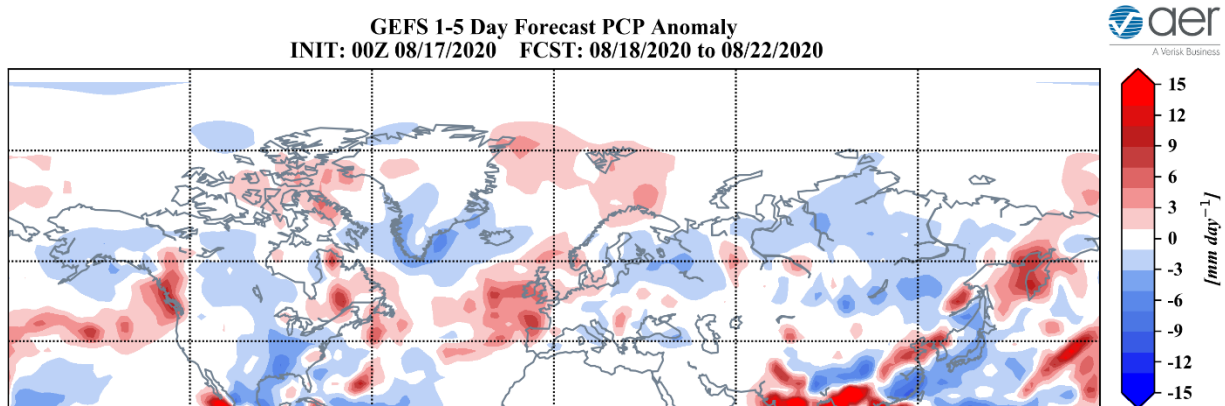 GEFS 1-5 Day Forecast PCP Anomaly
INIT: 00Z 08/17/2020 FCST: 08/18/2020 to 08/22/2020
aer
A Verisk Business
15
12
9
6
3
0
-3
-6
-9
-12
-15
[mm day⁻¹]